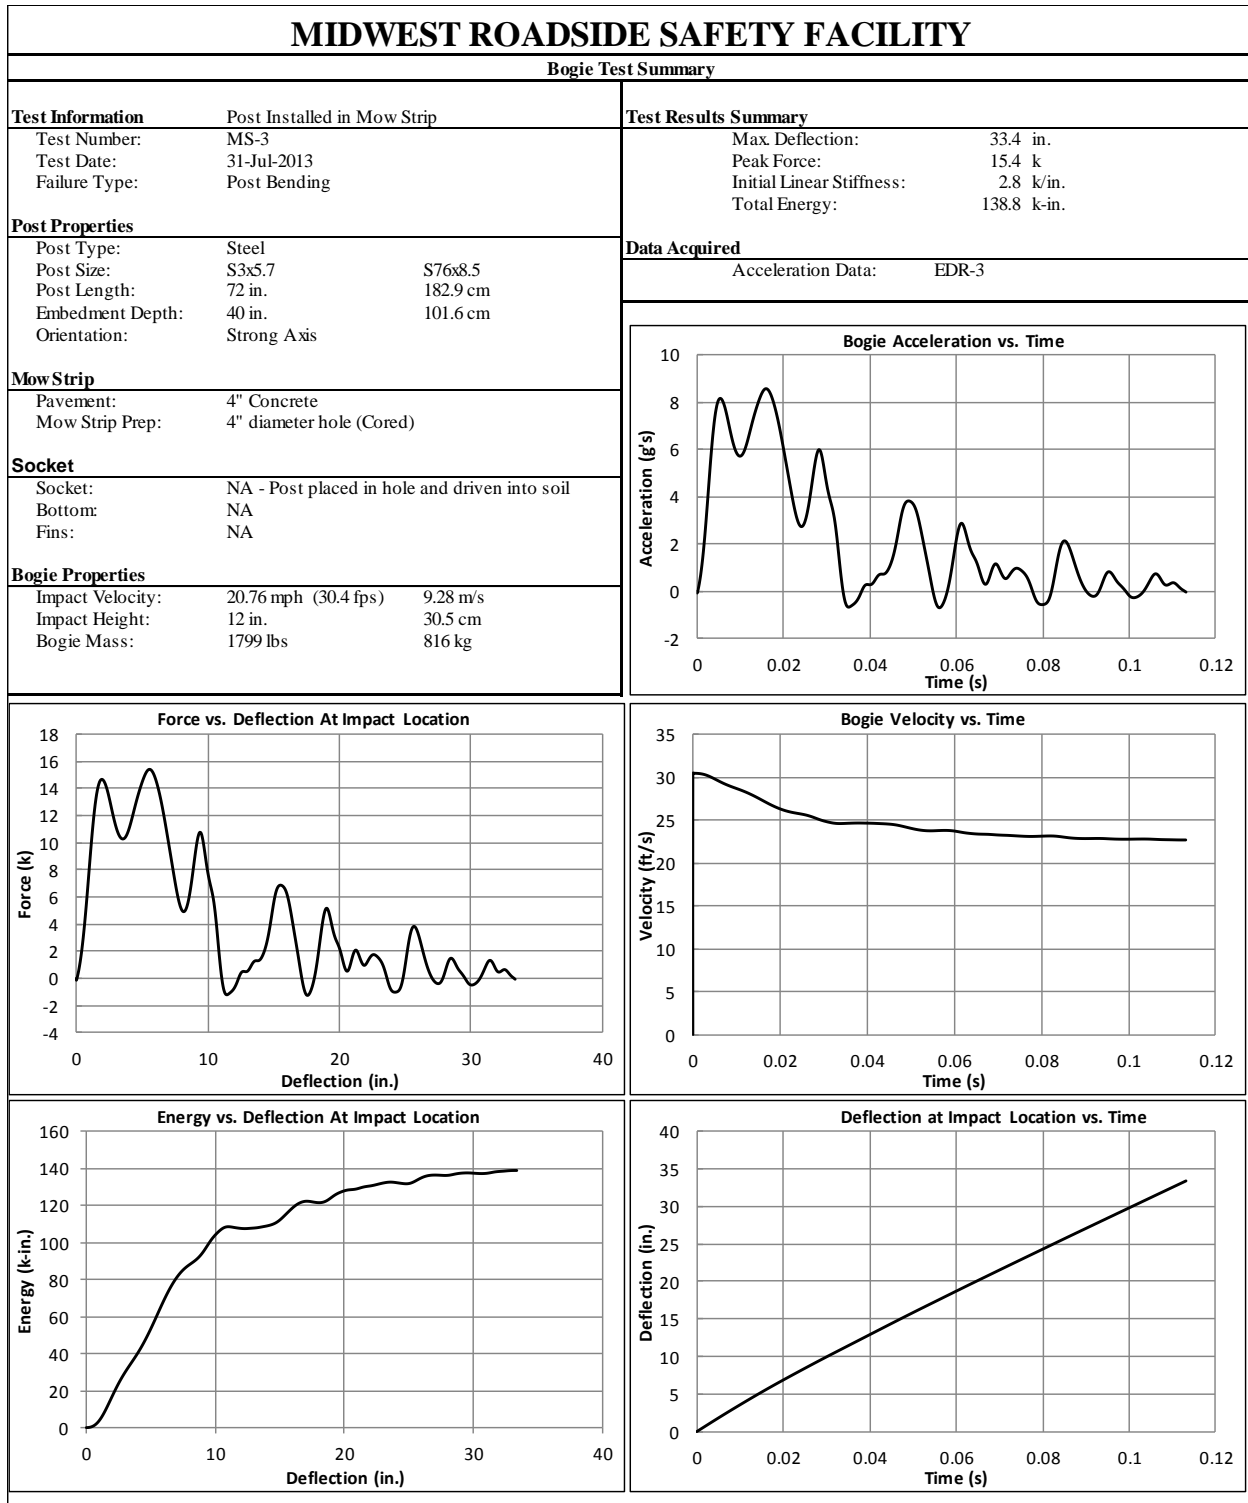 MIDWEST ROADSIDE SAFETY FACILITY
Bogie Test Summary
Test Information Post Installed in Mow Strip
Test Number: MS-3
Test Date: 31-Jul-2013
Failure Type: Post Bending
Post Properties
Post Type: Steel
Post Size: S3x5.7 S76x8.5
Post Length: 72 in. 182.9 cm
Embedment Depth: 40 in. 101.6 cm
Orientation: Strong Axis
Mow Strip
Pavement: 4" Concrete
Mow Strip Prep: 4" diameter hole (Cored)
Socket
Socket: NA - Post placed in hole and driven into soil
Bottom: NA
Fins: NA
Bogie Properties
Impact Velocity: 20.76 mph (30.4 fps) 9.28 m/s
Impact Height: 12 in. 30.5 cm
Bogie Mass: 1799 lbs 816 kg
Test Results Summary
Max. Deflection: 33.4 in.
Peak Force: 15.4 k
Initial Linear Stiffness: 2.8 k/in.
Total Energy: 138.8 k-in.
Data Acquired
Acceleration Data: EDR-3
Bogie Acceleration vs. Time
Acceleration (g's)
10
8
6
4
2
0
-2
0 0.02 0.04 0.06 0.08 0.1 0.12
Time (s)
Force vs. Deflection At Impact Location
Force (k)
18
16
14
12
10
8
6
4
2
0
-2
-4
0 10 20 30 40
Deflection (in.)
Bogie Velocity vs. Time
Velocity (ft/s)
35
30
25
20
15
10
5
0
0 0.02 0.04 0.06 0.08 0.1 0.12
Time (s)
Energy vs. Deflection At Impact Location
Energy (k-in.)
160
140
120
100
80
60
40
20
0
0 10 20 30 40
Deflection (in.)
Deflection at Impact Location vs. Time
Deflection (in.)
40
35
30
25
20
15
10
5
0
0 0.02 0.04 0.06 0.08 0.1 0.12
Time (s)